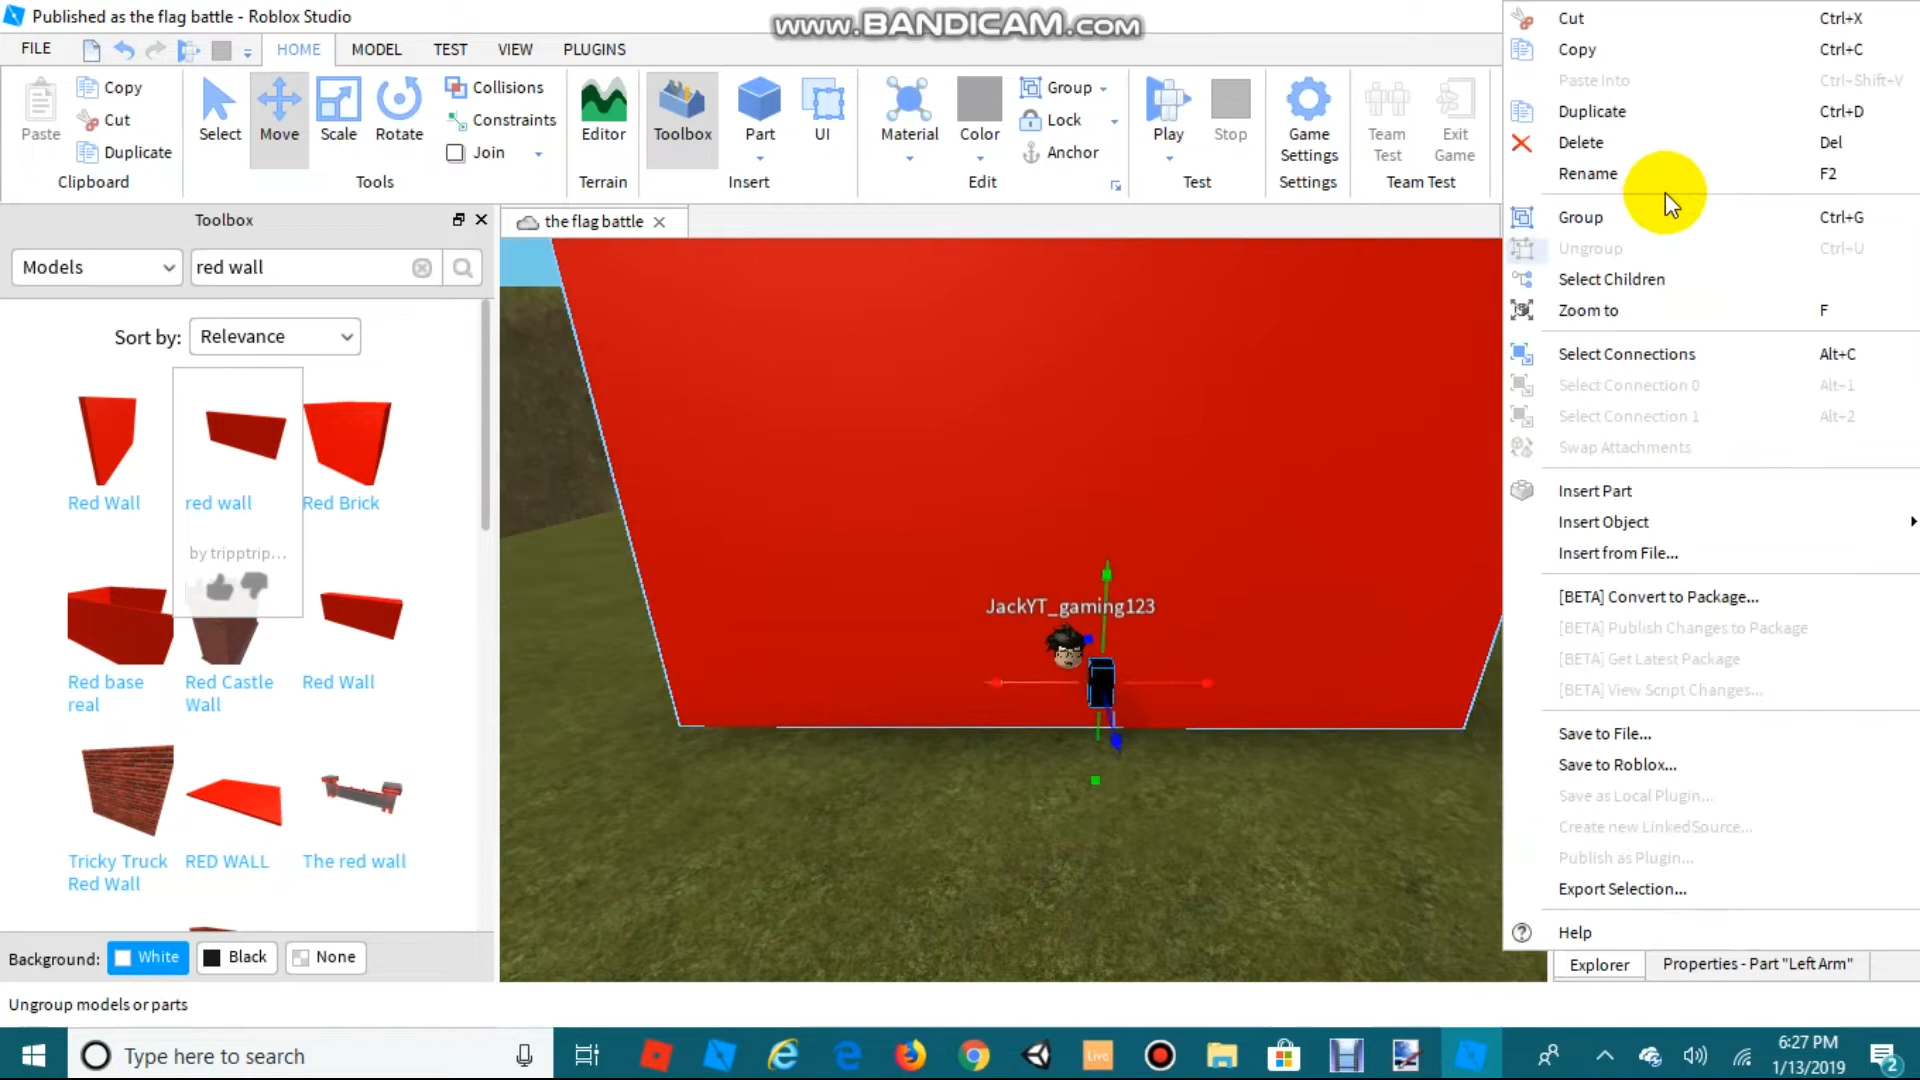 Published as the flag battle - Roblox Studio
www.BANDICAM.com
FILE HOME MODEL TEST VIEW PLUGINS
Paste
Copy
Cut
Duplicate
Clipboard
Select
Move
Scale
Rotate
Collisions
Constraints
Join
Tools
Editor
Terrain
Toolbox
Part
UI
Insert
Material
Color
Group
Lock
Anchor
Edit
Play
Stop
Test
Game Settings
Settings
Team Test
Exit Game
Team Test
Toolbox
Models
red wall
Sort by: Relevance
Red Wall
red wall
Red Brick
by tripptrip...
Red base real
Red Castle Wall
Red Wall
Tricky Truck Red Wall
RED WALL
The red wall
Background: White Black None
Ungroup models or parts
the flag battle
JackYT_gaming123
Cut Ctrl+X
Copy Ctrl+C
Paste Into Ctrl+Shift+V
Duplicate Ctrl+D
Delete Del
Rename F2
Group Ctrl+G
Ungroup Ctrl+U
Select Children
Zoom to F
Select Connections Alt+C
Select Connection 0 Alt-1
Select Connection 1 Alt-2
Swap Attachments
Insert Part
Insert Object
Insert from File...
[BETA] Convert to Package...
[BETA] Publish Changes to Package
[BETA] Get Latest Package
[BETA] View Script Changes...
Save to File...
Save to Roblox...
Save as Local Plugin...
Create new LinkedSource...
Publish as Plugin...
Export Selection...
Help
Explorer
Properties - Part "Left Arm"
Type here to search
Live
6:27 PM
1/13/2019
2